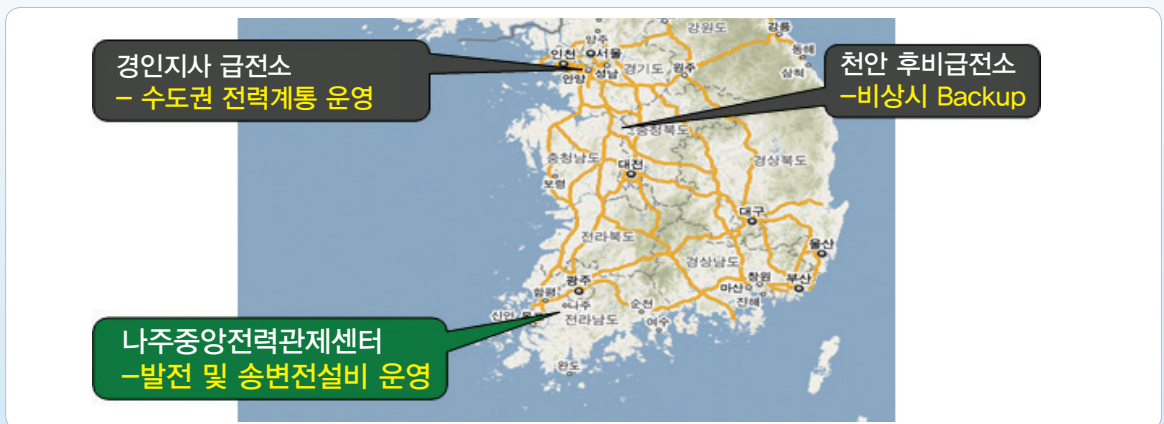 경인지사 급전소
– 수도권 전력계통 운영
천안 후비급전소
–비상시 Backup
나주중앙전력관제센터
–발전 및 송변전설비 운영
강원도
강릉
양주
동해
인천
서울
삼척
안양
성남
경기도
원주
충청북도
충청남도
경상북도
대전
보령
대구
전라북도
울산
경상남도
광주
창원
부산
마산
함평
진해
나주
순천
신안
전라남도
여수
완도